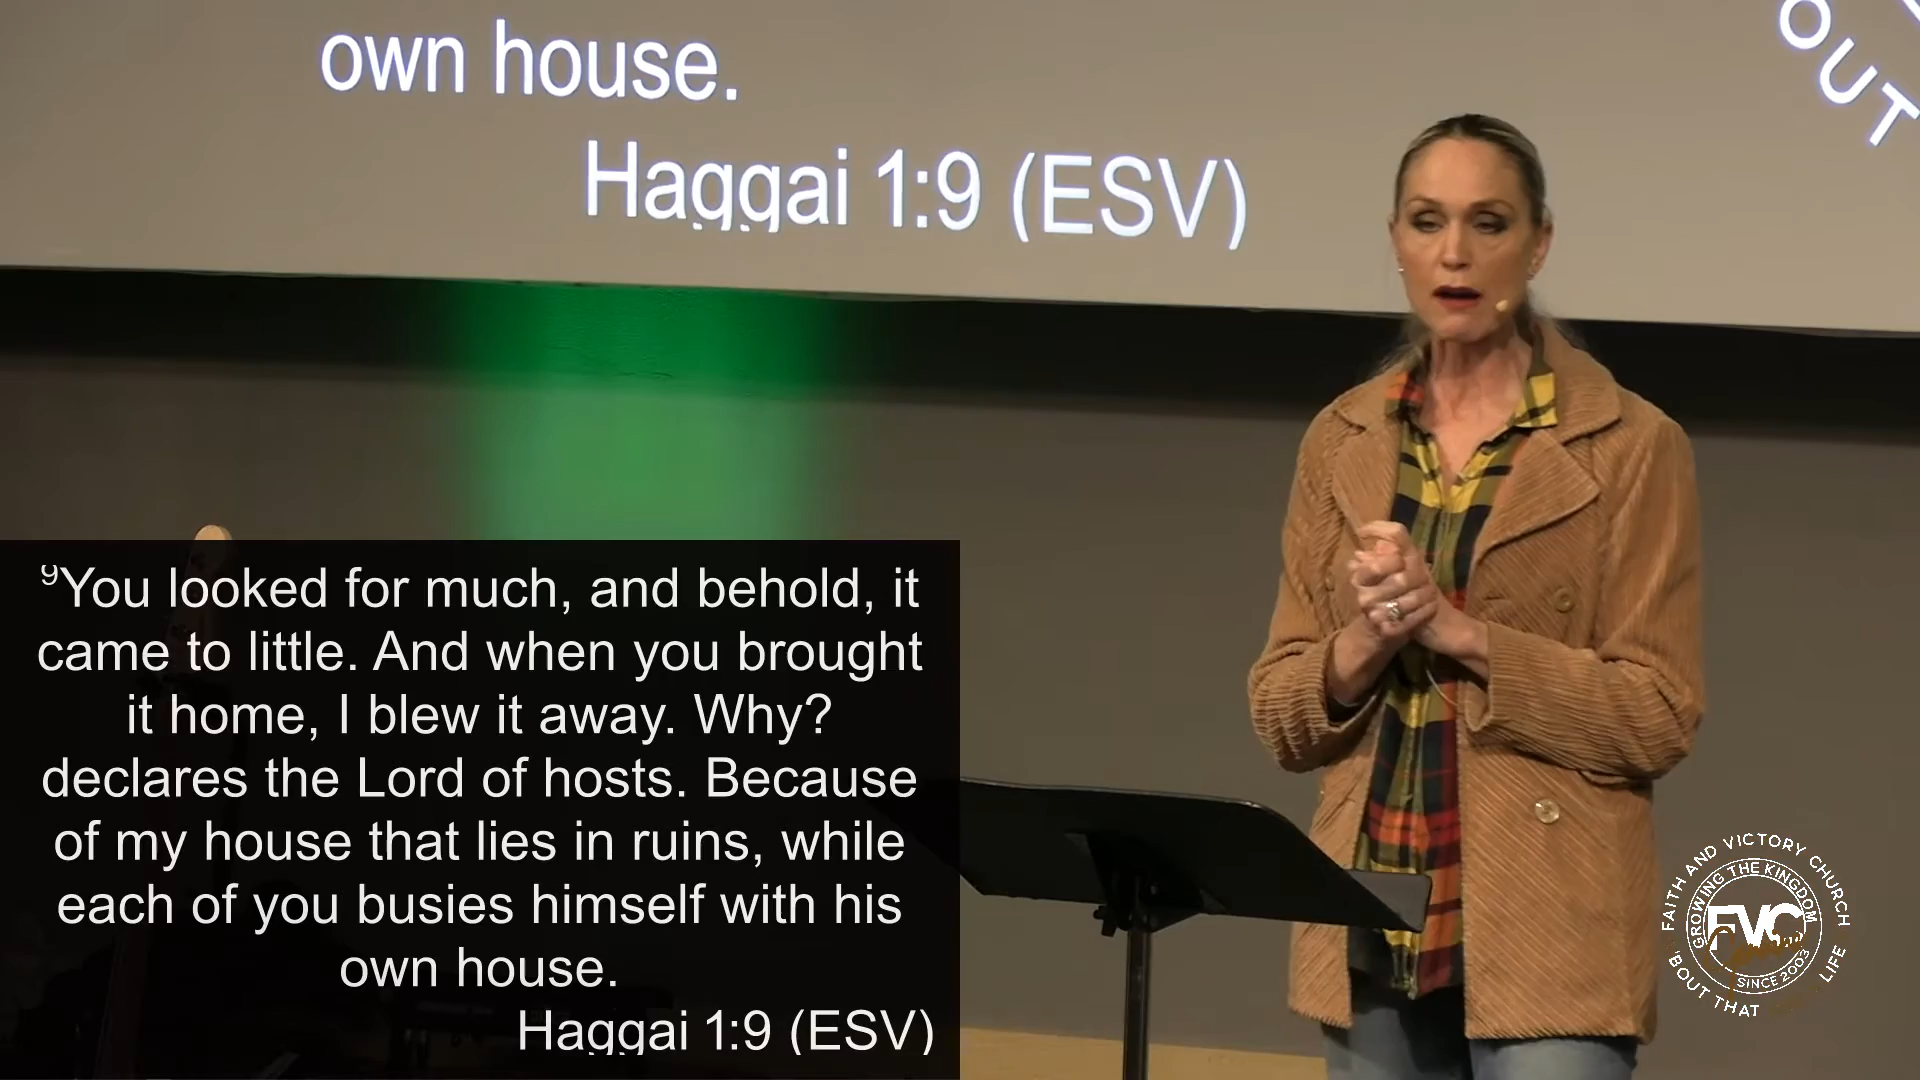 own house.
Haggai 1:9 (ESV)
OUT
⁹You looked for much, and behold, it
came to little. And when you brought
it home, I blew it away. Why?
declares the Lord of hosts. Because
of my house that lies in ruins, while
each of you busies himself with his
own house.
Haggai 1:9 (ESV)
FAITH AND VICTORY CHURCH
GROWING THE KINGDOM
FVC
SINCE 2003
'BOUT THAT
LIFE